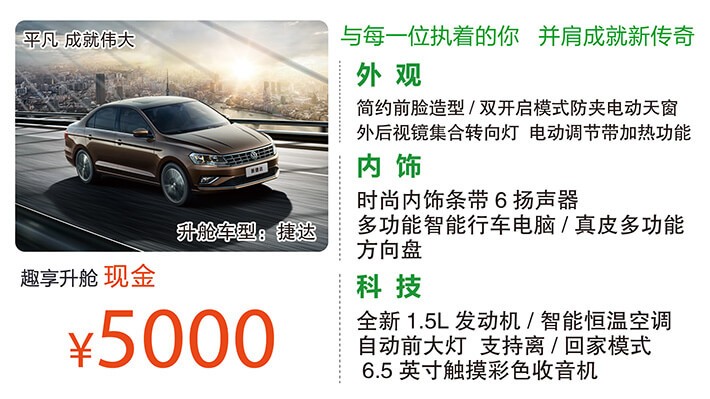 平凡 成就伟大
升舱车型：捷达
趣享升舱 现金
¥5000
与每一位执着的你 并肩成就新传奇
外观
简约前脸造型 / 双开启模式防夹电动天窗
外后视镜集合转向灯 电动调节带加热功能
内饰
时尚内饰条带 6 扬声器
多功能智能行车电脑 / 真皮多功能
方向盘
科技
全新 1.5L 发动机 / 智能恒温空调
自动前大灯 支持离 / 回家模式
6.5 英寸触摸彩色收音机